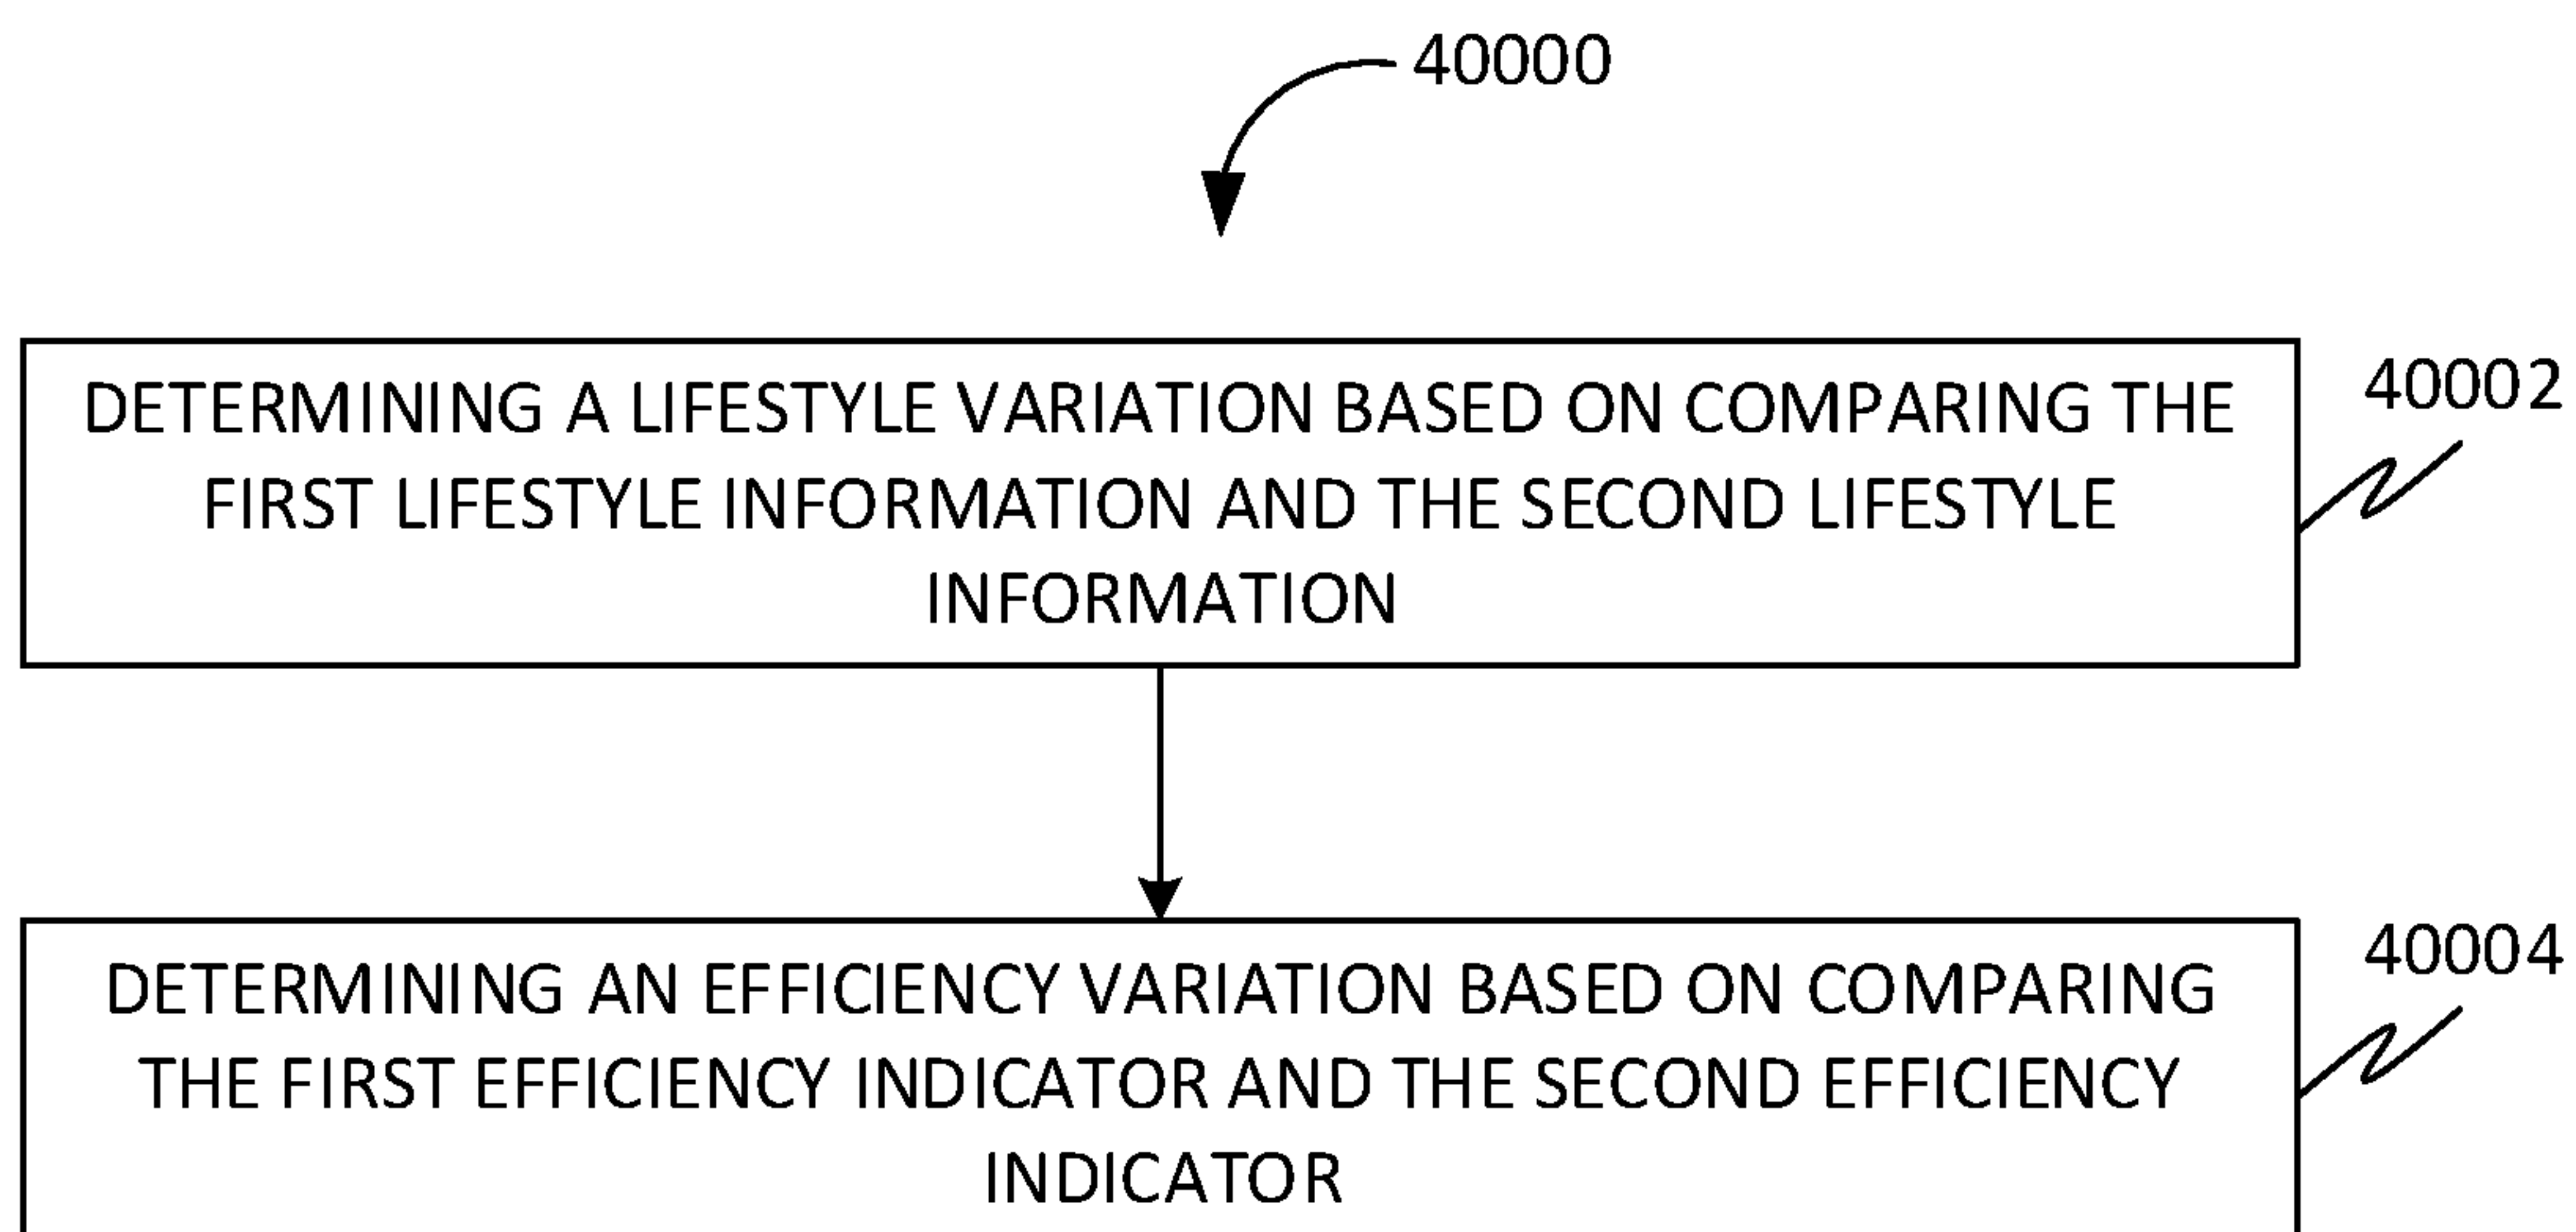 40000
DETERMINING A LIFESTYLE VARIATION BASED ON COMPARING THE
FIRST LIFESTYLE INFORMATION AND THE SECOND LIFESTYLE
INFORMATION
40002
DETERMINING AN EFFICIENCY VARIATION BASED ON COMPARING
THE FIRST EFFICIENCY INDICATOR AND THE SECOND EFFICIENCY
INDICATOR
40004